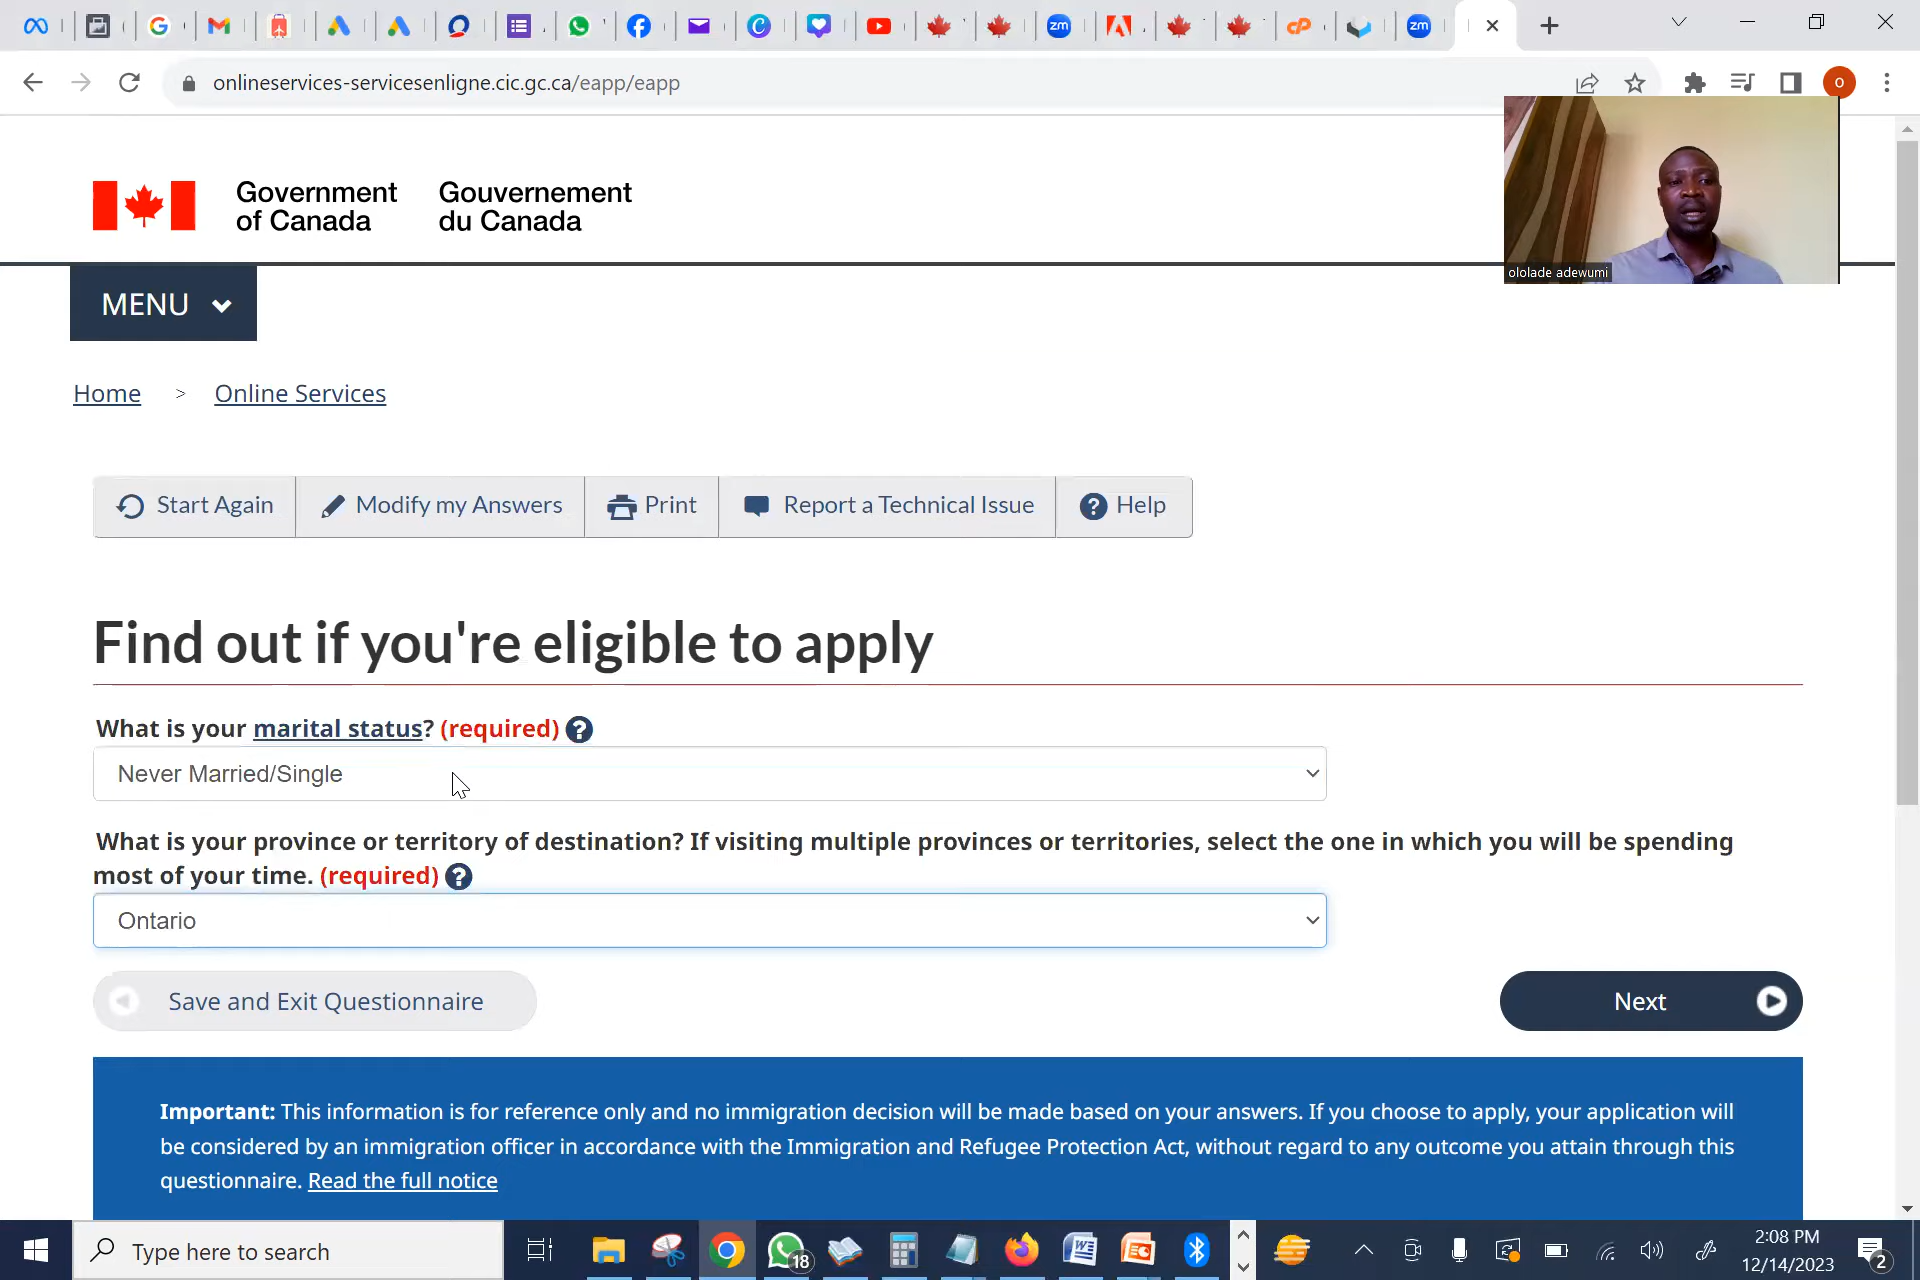 onlineservices-servicesenligne.cic.gc.ca/eapp/eapp
O
Government of Canada
Gouvernement du Canada
ololade adewumi
MENU
Home > Online Services
Start Again
Modify my Answers
Print
Report a Technical Issue
Help
Find out if you're eligible to apply
What is your marital status? (required)
Never Married/Single
What is your province or territory of destination? If visiting multiple provinces or territories, select the one in which you will be spending
most of your time. (required)
Ontario
Save and Exit Questionnaire
Next
Important: This information is for reference only and no immigration decision will be made based on your answers. If you choose to apply, your application will
be considered by an immigration officer in accordance with the Immigration and Refugee Protection Act, without regard to any outcome you attain through this
questionnaire. Read the full notice
Type here to search
18
2:08 PM
12/14/2023
2